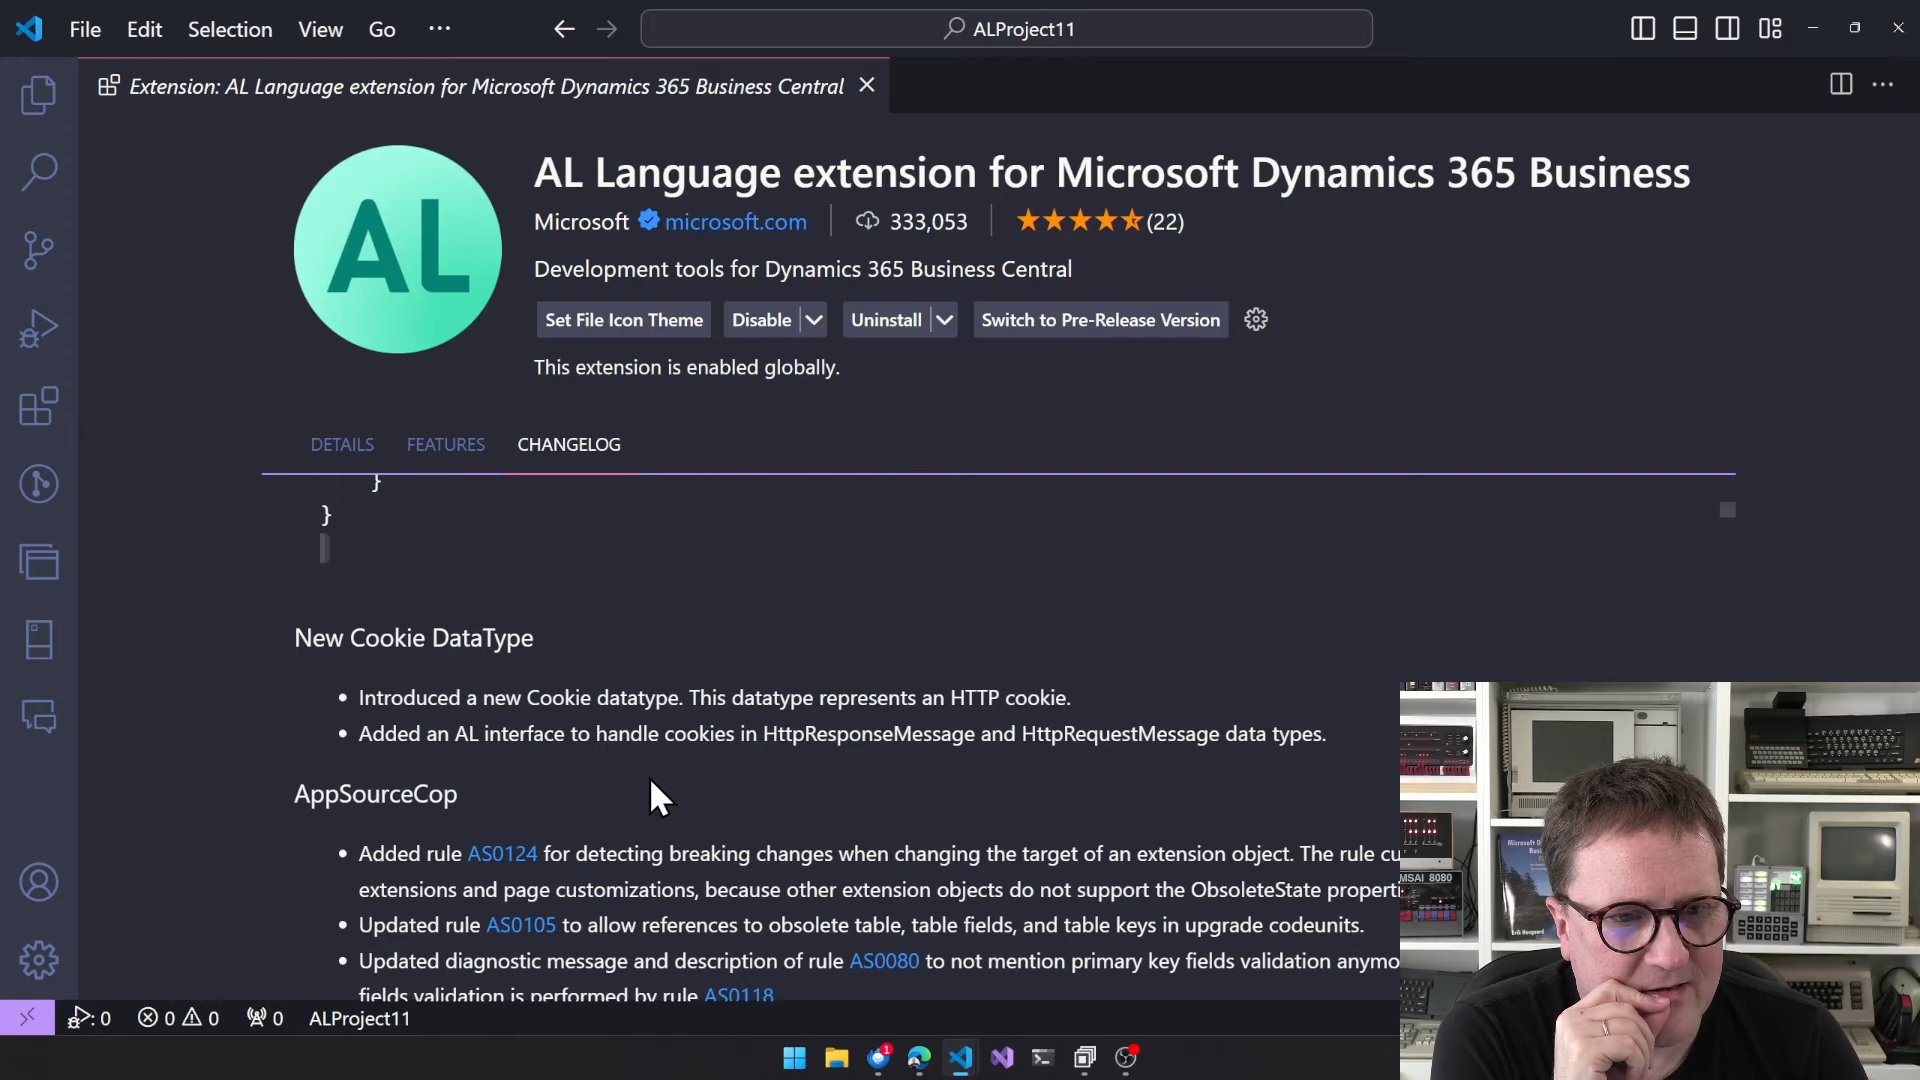 File Edit Selection View Go ··· ALProject11
Extension: AL Language extension for Microsoft Dynamics 365 Business Central
AL
AL Language extension for Microsoft Dynamics 365 Business
Microsoft microsoft.com 333,053 (22)
Development tools for Dynamics 365 Business Central
Set File Icon Theme Disable Uninstall Switch to Pre-Release Version
This extension is enabled globally.
DETAILS FEATURES CHANGELOG
}
}
New Cookie DataType
• Introduced a new Cookie datatype. This datatype represents an HTTP cookie.
• Added an AL interface to handle cookies in HttpResponseMessage and HttpRequestMessage data types.
AppSourceCop
• Added rule AS0124 for detecting breaking changes when changing the target of an extension object. The rule cu
extensions and page customizations, because other extension objects do not support the ObsoleteState properti
• Updated rule AS0105 to allow references to obsolete table, table fields, and table keys in upgrade codeunits.
• Updated diagnostic message and description of rule AS0080 to not mention primary key fields validation anymo
fields validation is performed by rule AS0118
MSAI 8080
: 0 0 0 0 ALProject11
1